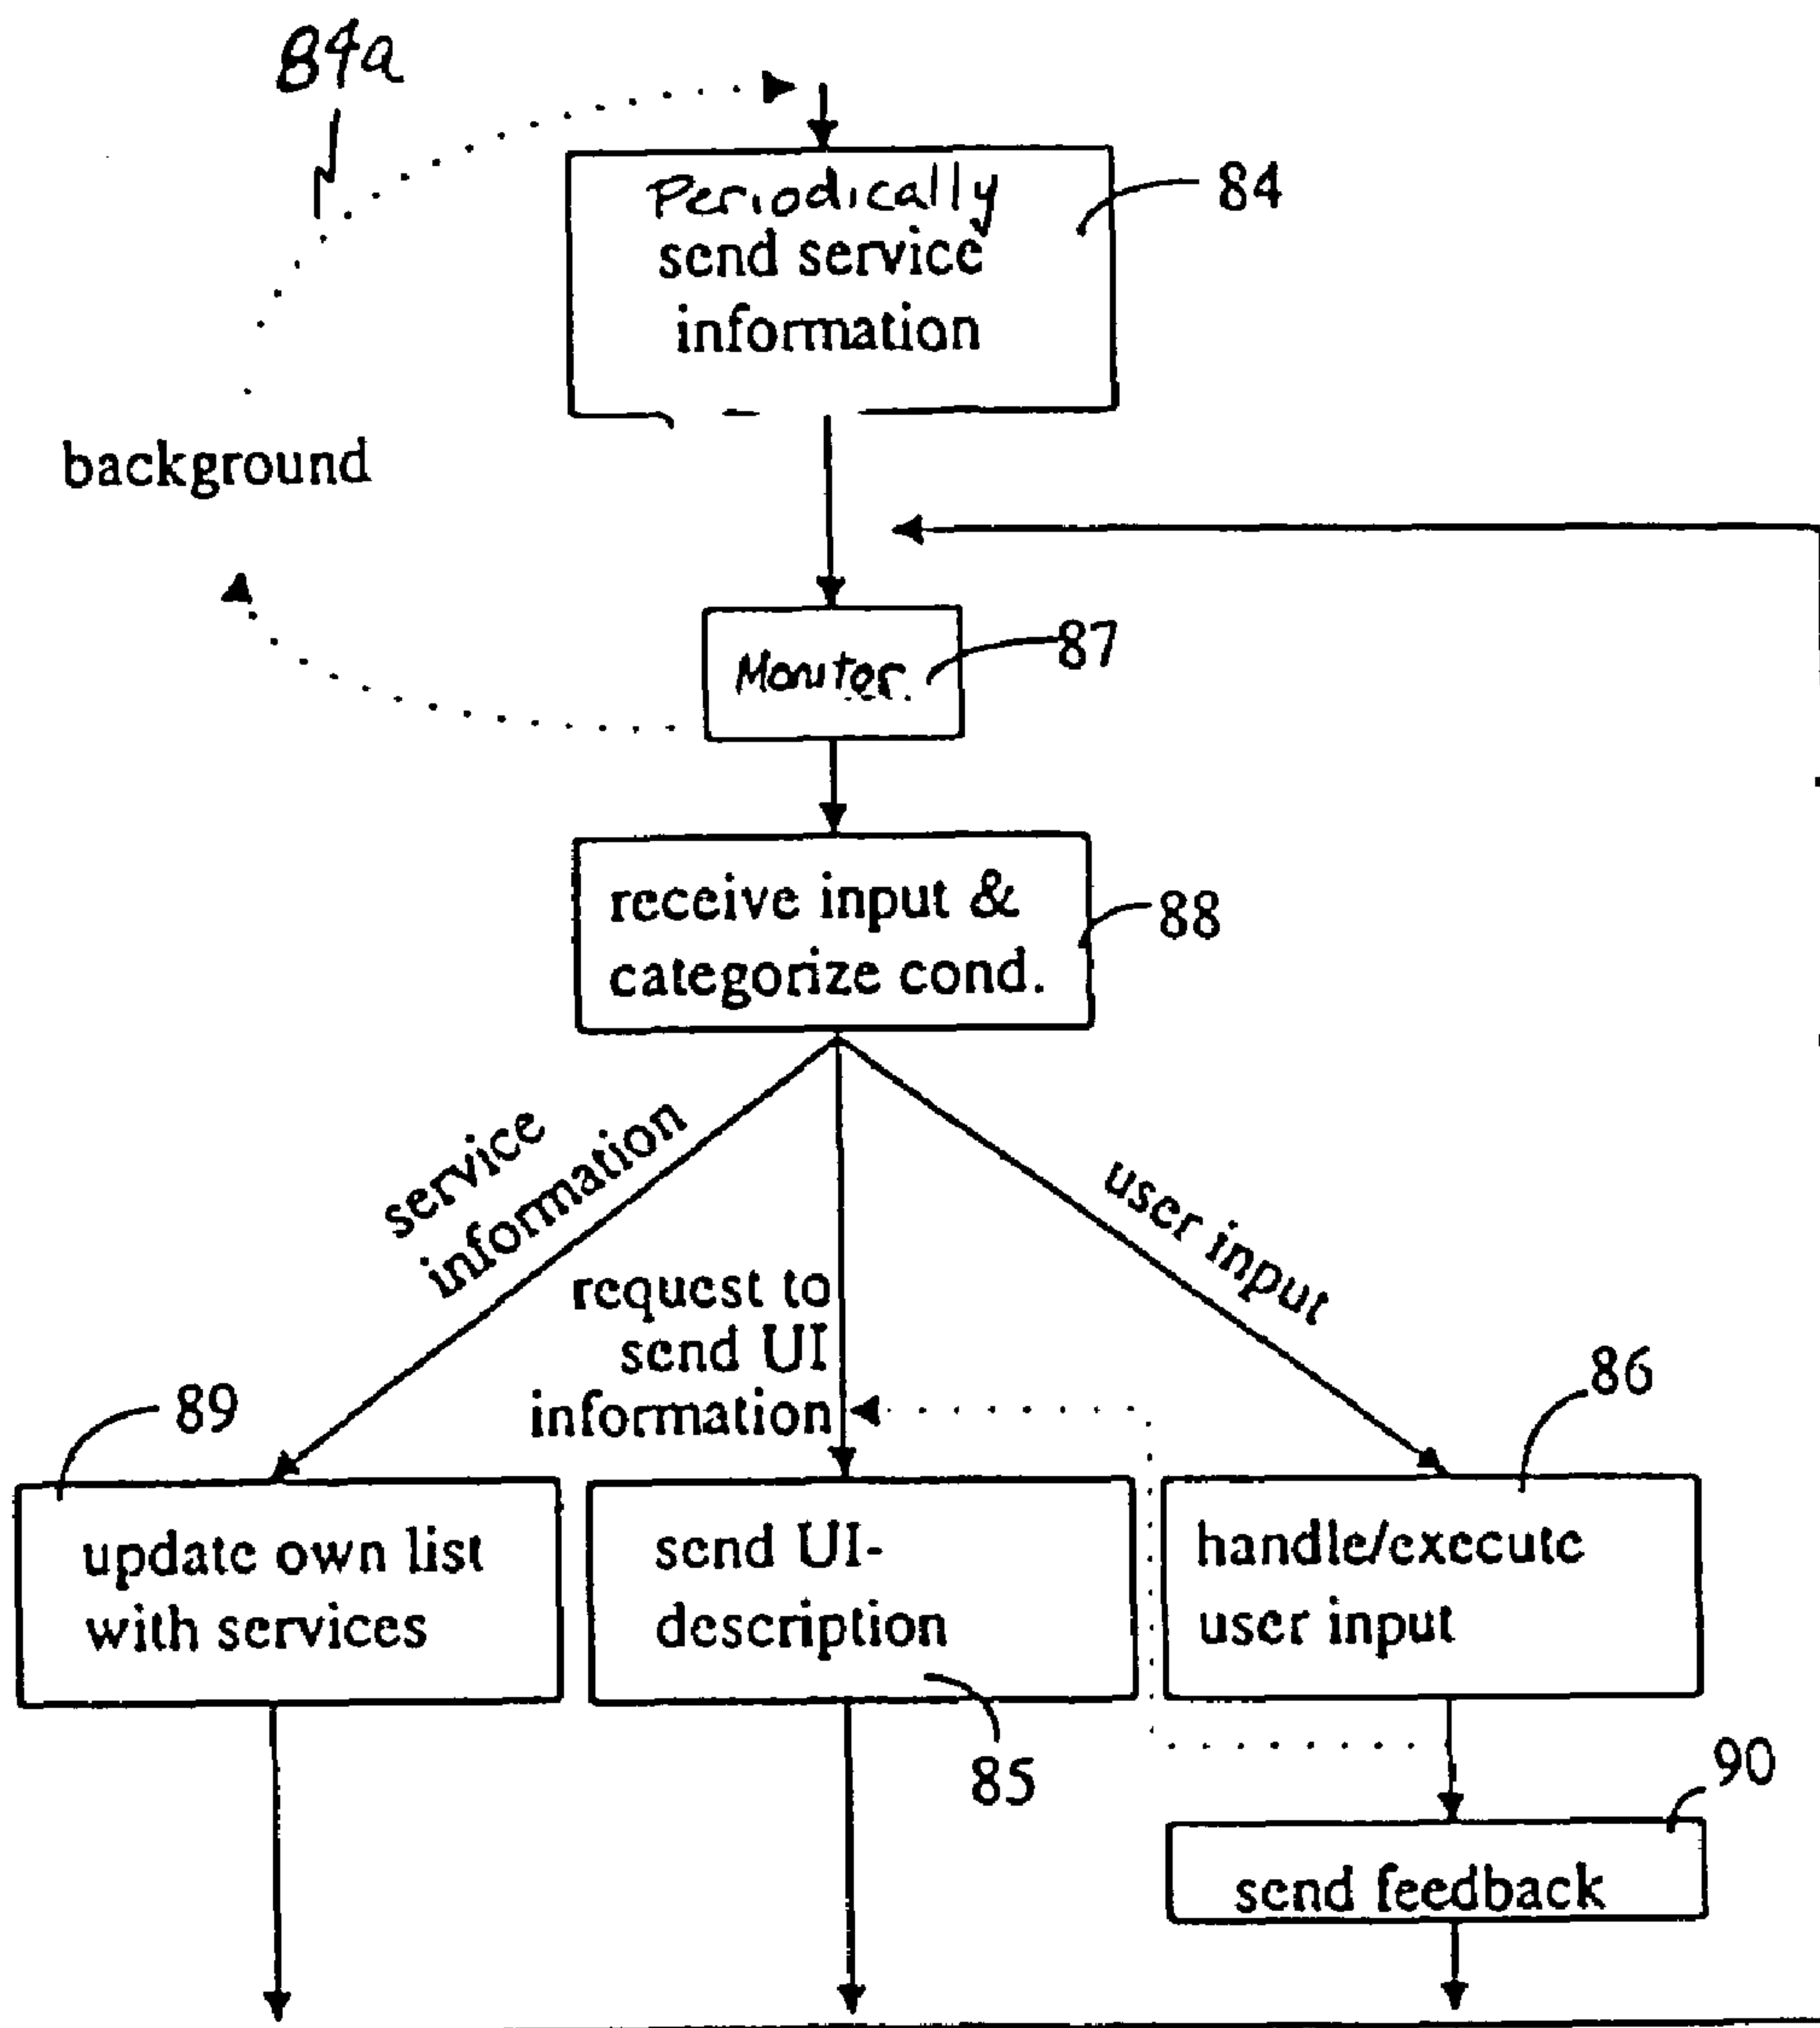 84a
Periodically
send service
information
84
background
Monitor.
87
receive input &
categorize cond.
88
service
information
request to
send UI
information
user input
89
86
update own list
with services
send UI-
description
handle/execute
user input
85
90
send feedback